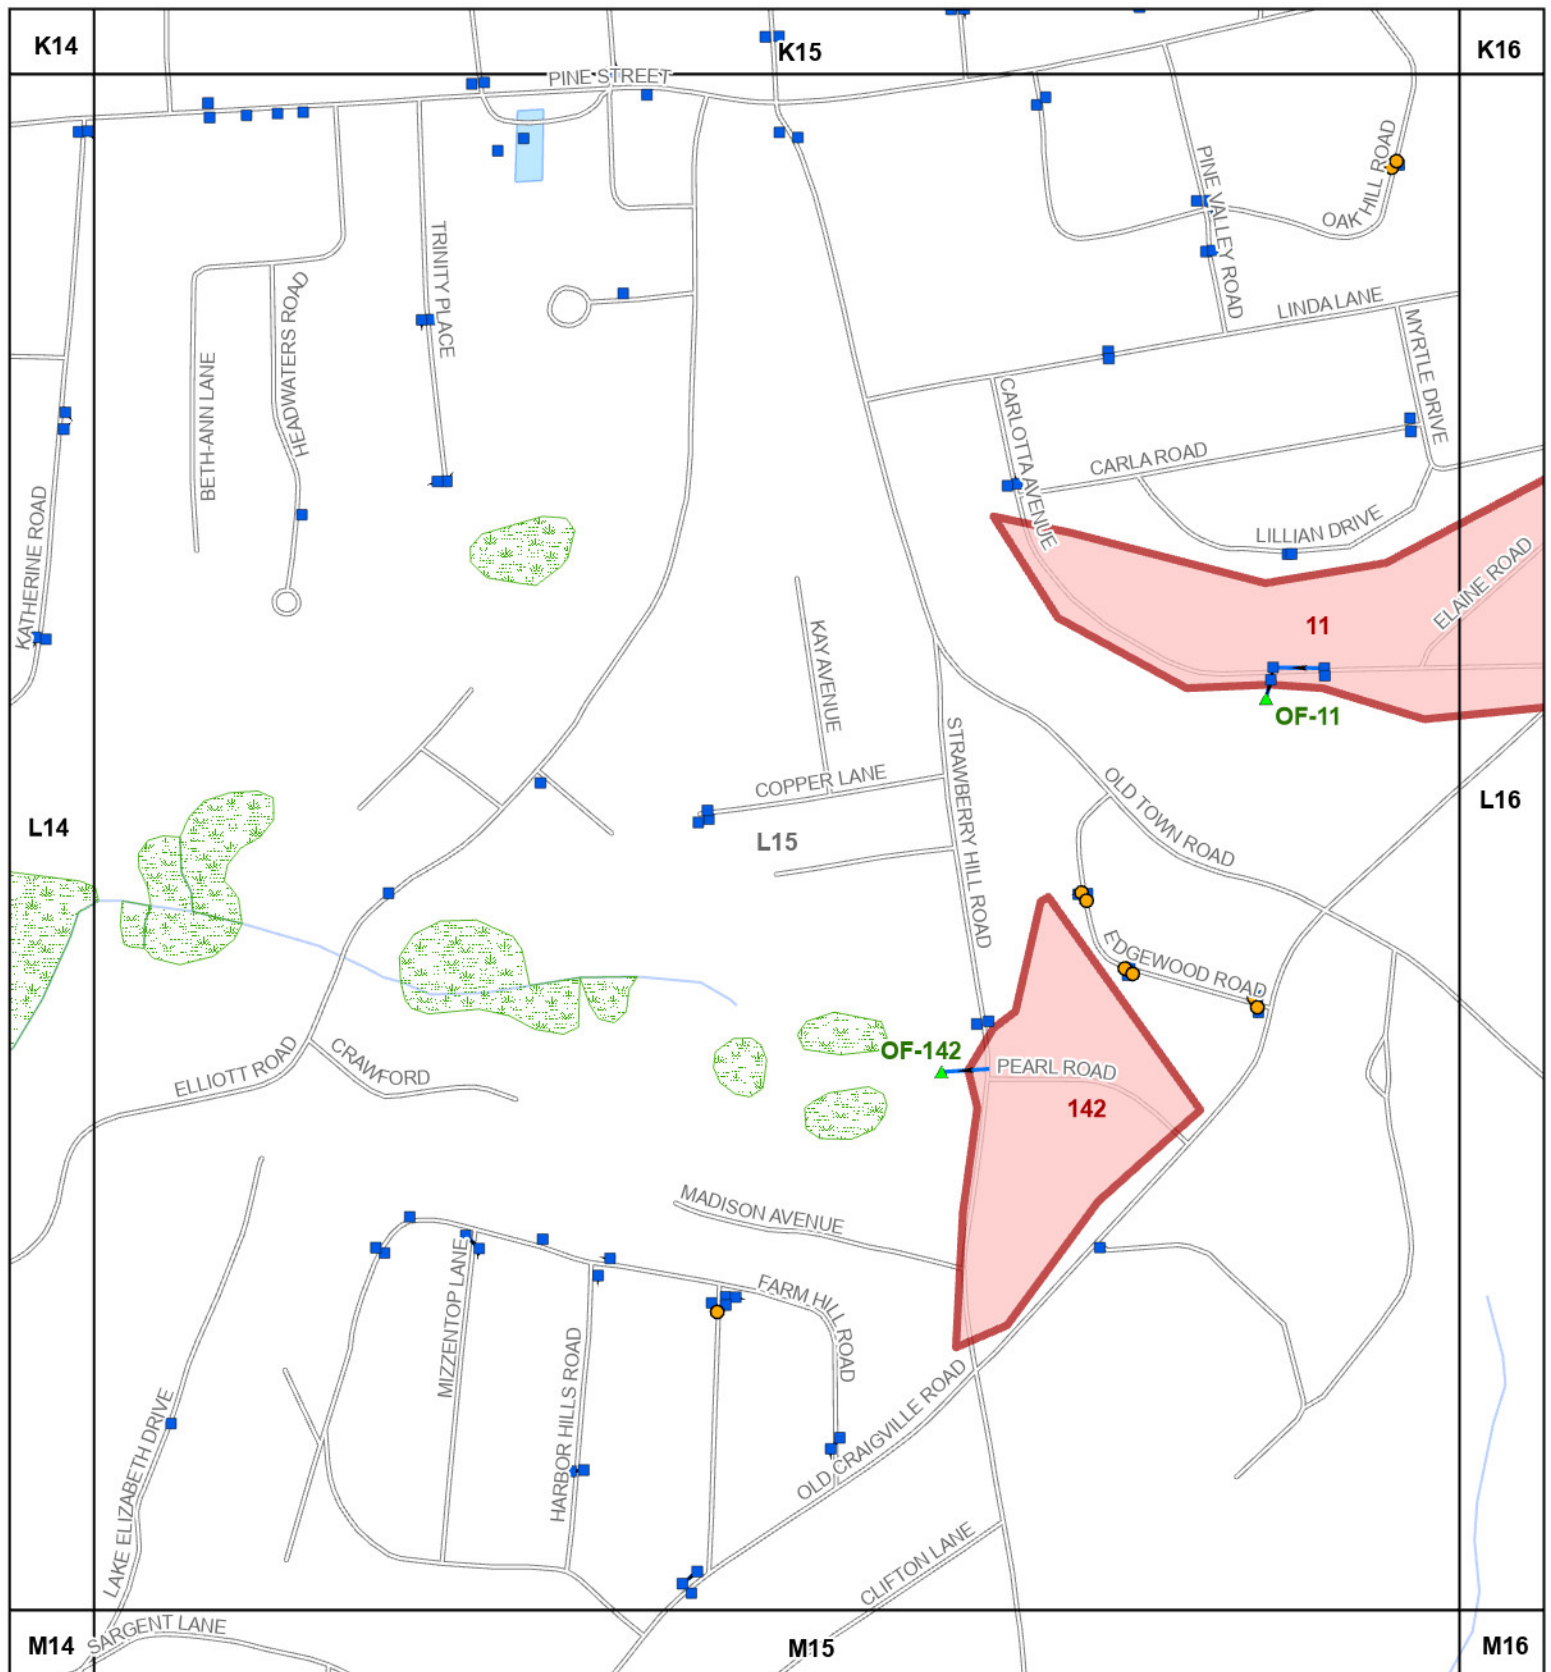 K14
K15
K16
PINE STREET
PINE VALLEY ROAD
OAK HILL ROAD
TRINITY PLACE
HEADWATERS ROAD
BETH-ANN LANE
LINDA LANE
MYRTLE DRIVE
CARLOTTA AVENUE
CARLA ROAD
LILLIAN DRIVE
KATHERINE ROAD
ELAINE ROAD
11
OF-11
KAY AVENUE
STRAWBERRY HILL ROAD
COPPER LANE
OLD TOWN ROAD
L14
L15
L16
EDGEWOOD ROAD
OF-142
PEARL ROAD
142
ELLIOTT ROAD
CRAWFORD
MADISON AVENUE
MIZZENTOP LANE
FARM HILL ROAD
HARBOR HILLS ROAD
OLD CRAIGVILLE ROAD
LAKE ELIZABETH DRIVE
CLIFTON LANE
SARGENT LANE
M14
M15
M16